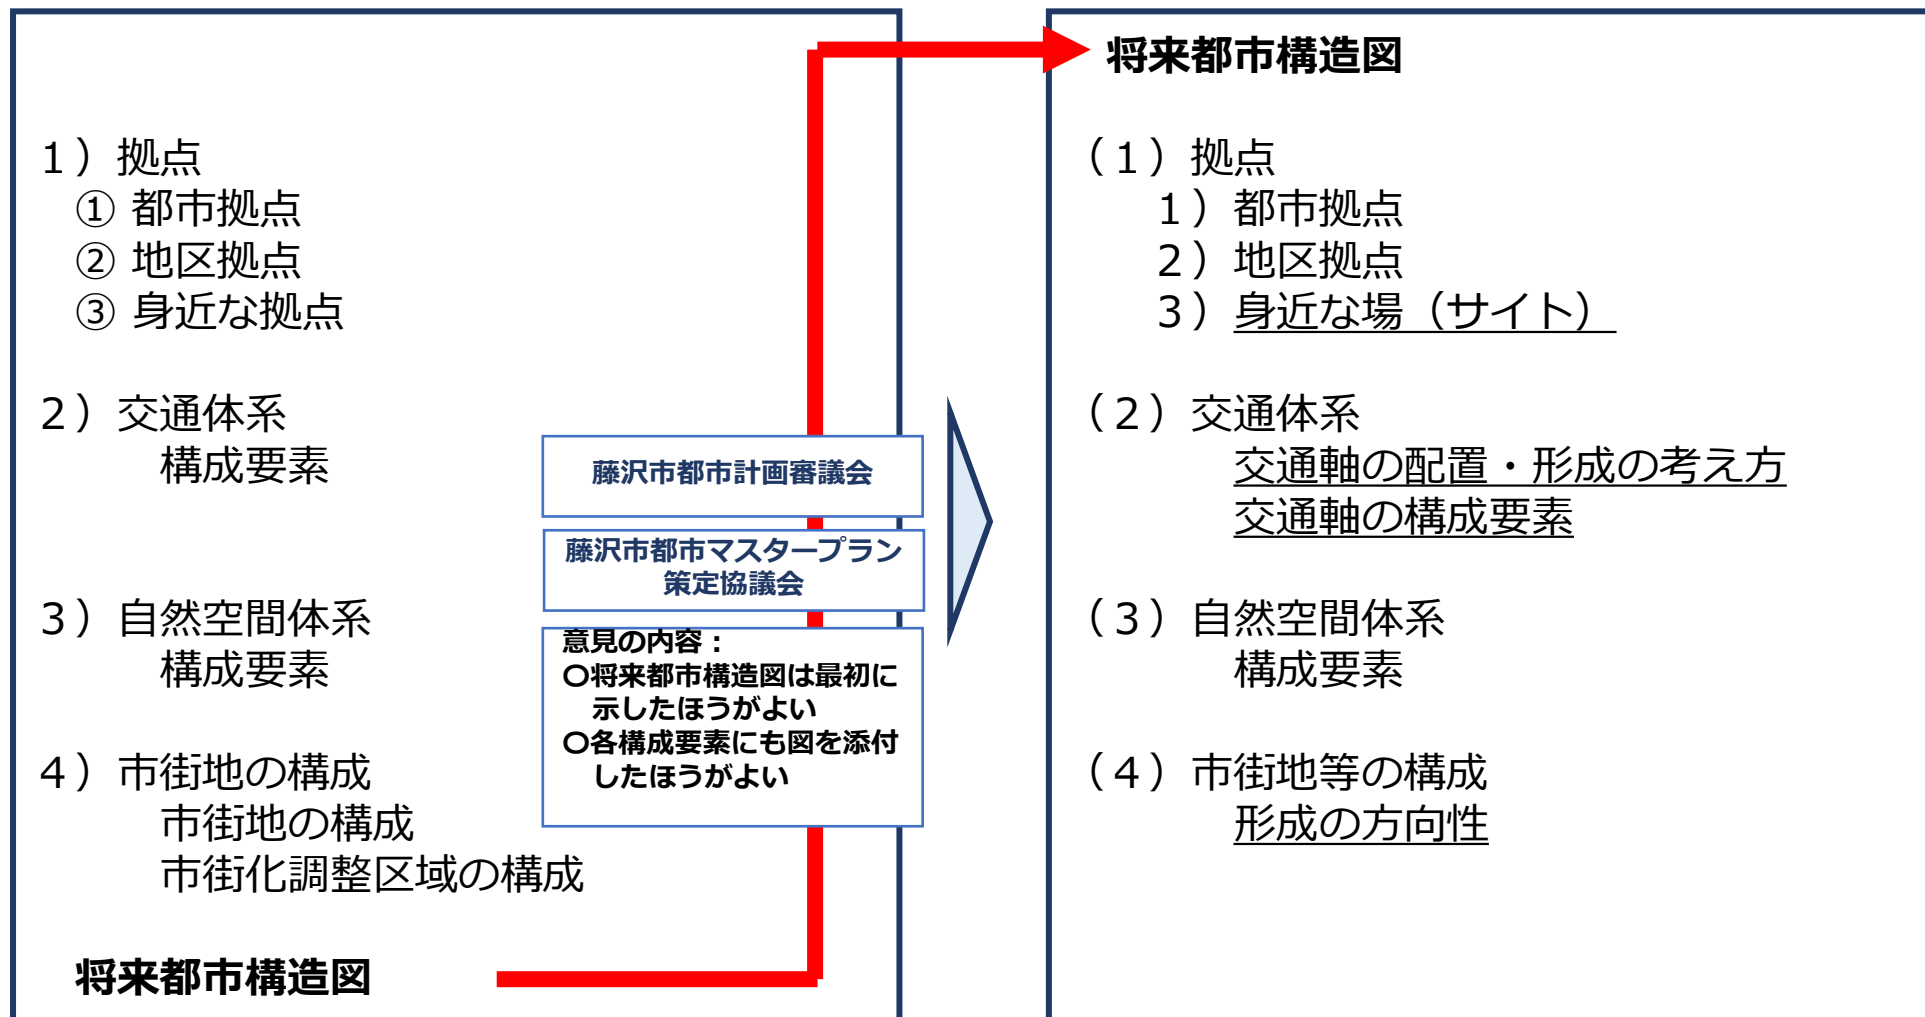 1）拠点
① 都市拠点
② 地区拠点
③ 身近な拠点
2）交通体系
構成要素
3）自然空間体系
構成要素
4）市街地の構成
市街地の構成
市街化調整区域の構成
将来都市構造図
藤沢市都市計画審議会
藤沢市都市マスタープラン
策定協議会
意見の内容：
〇将来都市構造図は最初に
示したほうがよい
〇各構成要素にも図を添付
したほうがよい
将来都市構造図
（1）拠点
1）都市拠点
2）地区拠点
3）身近な場（サイト）
（2）交通体系
交通軸の配置・形成の考え方
交通軸の構成要素
（3）自然空間体系
構成要素
（4）市街地等の構成
形成の方向性